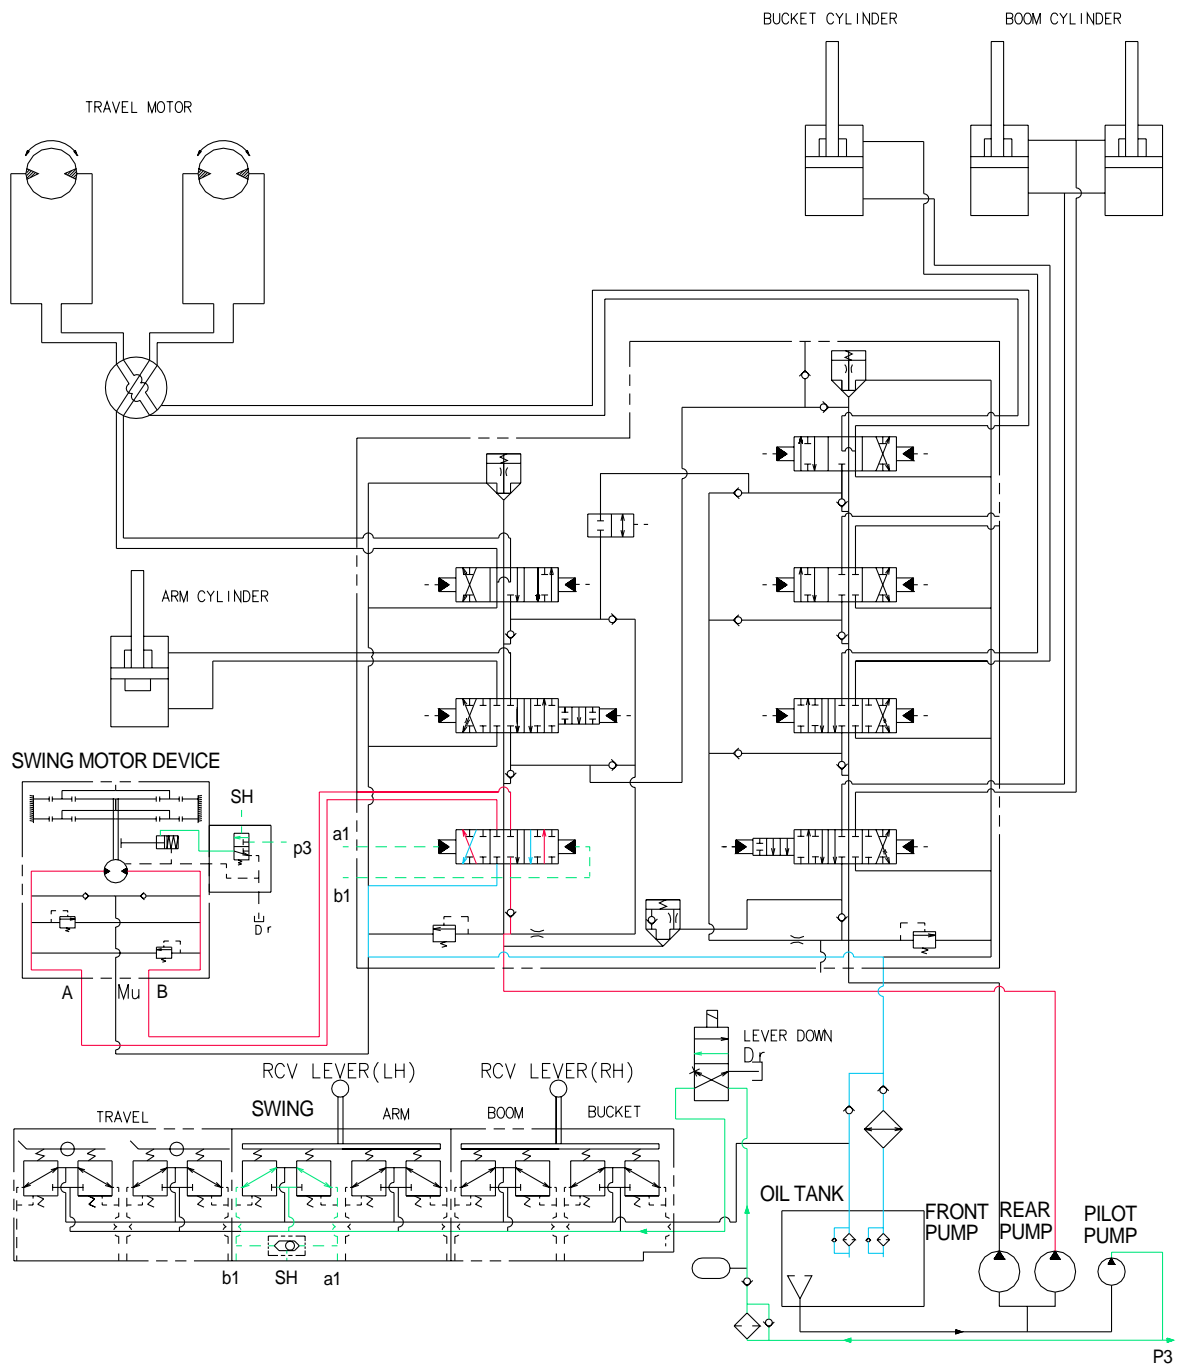 BUCKET CYLINDER
BOOM CYLINDER
TRAVEL MOTOR
ARM CYLINDER
SWING MOTOR DEVICE
SH
a1
p3
b1
Dr
A
Mu
B
LEVER DOWN
Dr
RCV LEVER(LH)
RCV LEVER(RH)
TRAVEL
SWING
ARM
BOOM
BUCKET
OIL TANK
FRONT
PUMP
REAR
PUMP
PILOT
PUMP
b1
SH
a1
P3